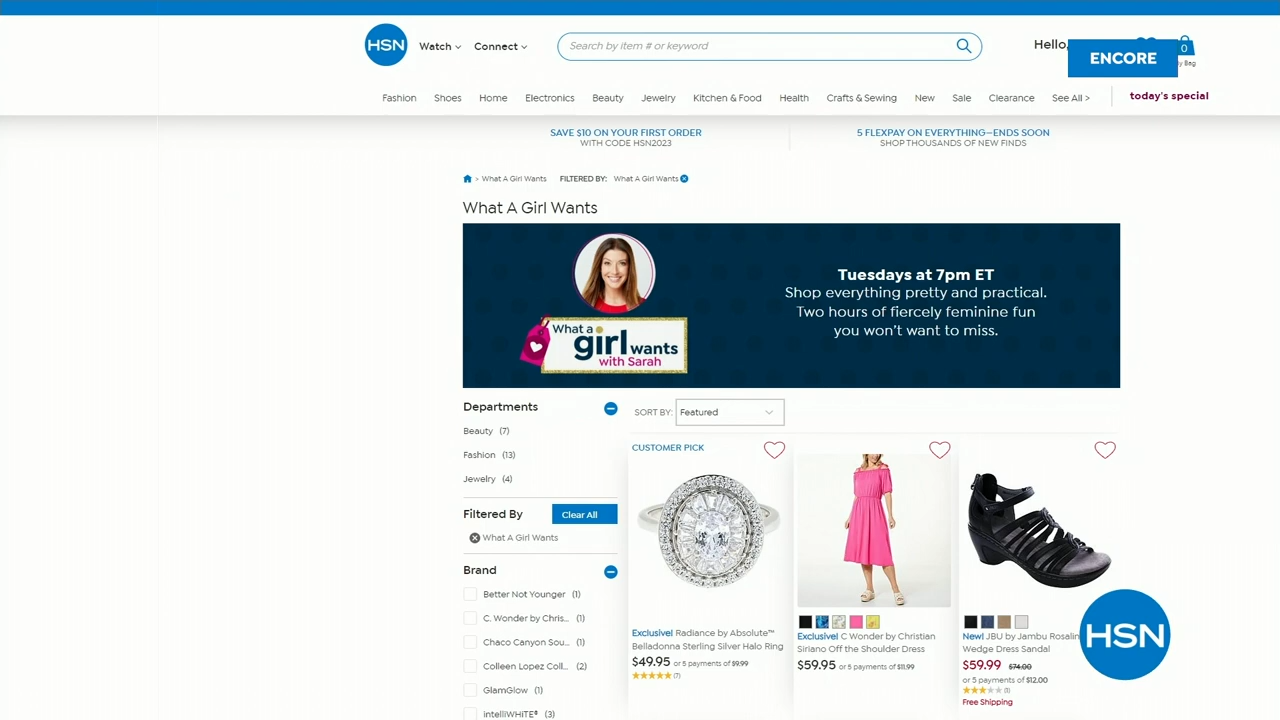 HSN
Watch
Connect
Search by item # or keyword
Hello,
ENCORE
0
Bag
Fashion
Shoes
Home
Electronics
Beauty
Jewelry
Kitchen & Food
Health
Crafts & Sewing
New
Sale
Clearance
See All >
today's special
SAVE $10 ON YOUR FIRST ORDER
WITH CODE HSN2023
5 FLEXPAY ON EVERYTHING—ENDS SOON
SHOP THOUSANDS OF NEW FINDS
> What A Girl Wants
FILTERED BY: What A Girl Wants
What A Girl Wants
What a
girl wants
with Sarah
Tuesdays at 7pm ET
Shop everything pretty and practical.
Two hours of fiercely feminine fun
you won't want to miss.
Departments
Beauty (7)
Fashion (13)
Jewelry (4)
Filtered By
Clear All
What A Girl Wants
Brand
Better Not Younger (1)
C. Wonder by Chris... (1)
Chaco Canyon Sou... (1)
Colleen Lopez Coll... (2)
GlamGlow (1)
intelliWHiTE® (3)
SORT BY: Featured
CUSTOMER PICK
Exclusive! Radiance by Absolute™
Belladonna Sterling Silver Halo Ring
$49.95 or 5 payments of $9.99
(7)
Exclusive! C Wonder by Christian
Siriano Off the Shoulder Dress
$59.95 or 5 payments of $11.99
New! JBU by Jambu Rosalin
Wedge Dress Sandal
$59.99 $74.00
or 5 payments of $12.00
Free Shipping
HSN